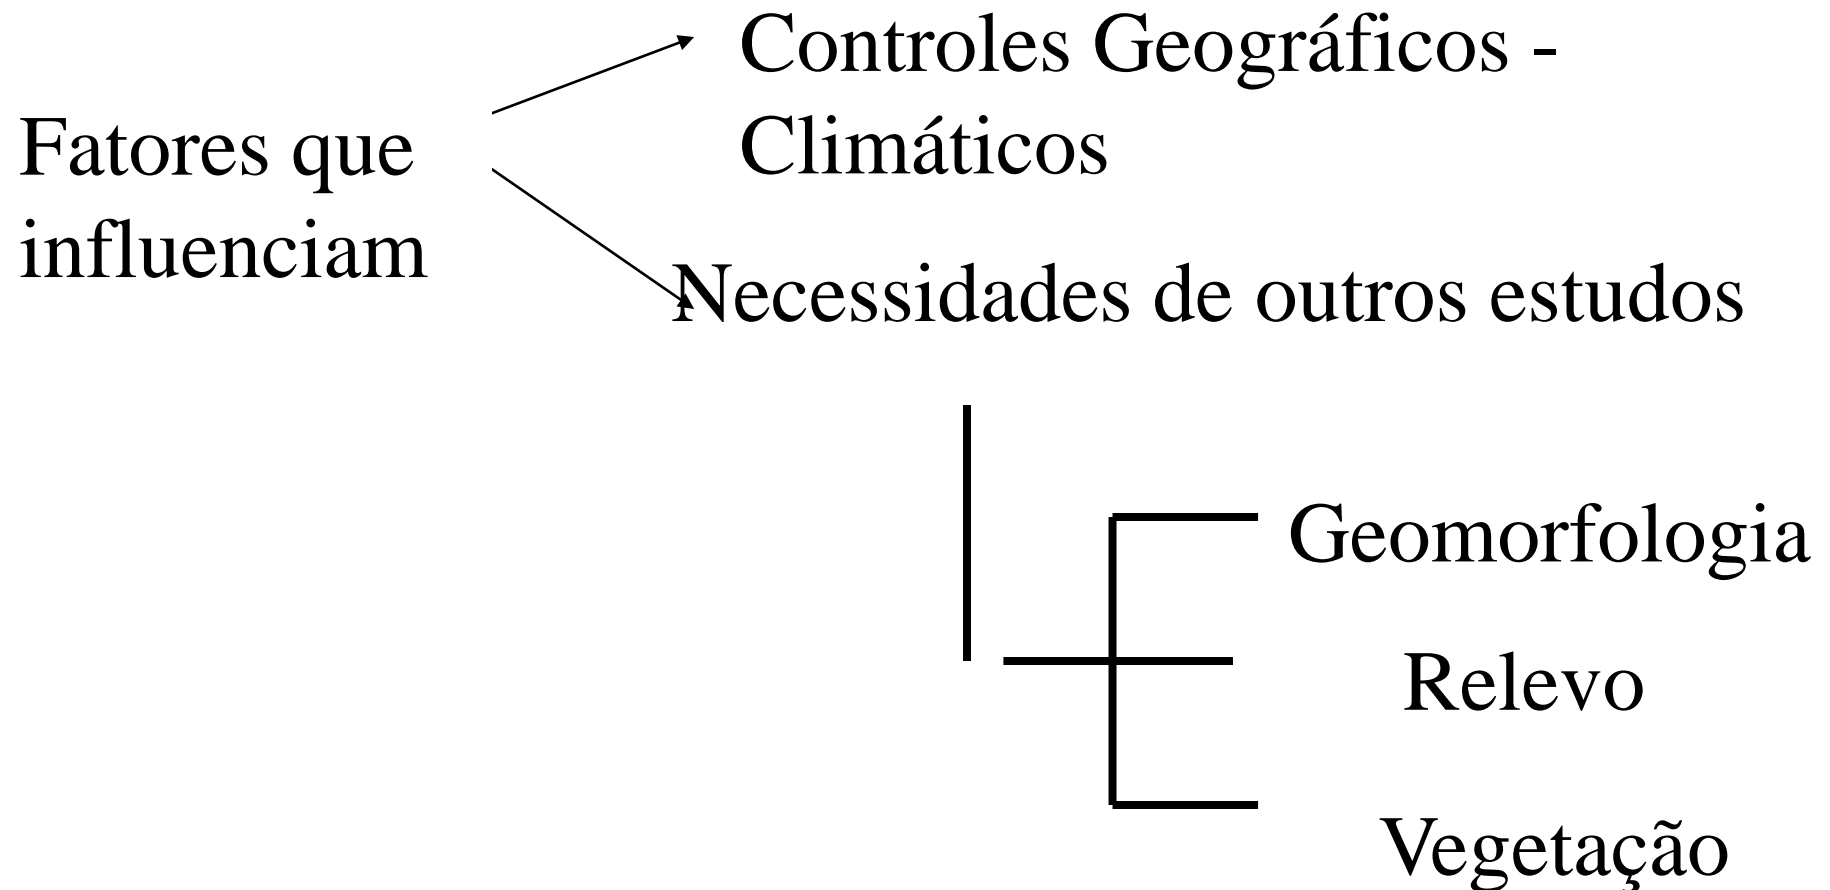 Fatores que
influenciam
Controles Geográficos -
Climáticos
Necessidades de outros estudos
Geomorfologia
Relevo
Vegetação